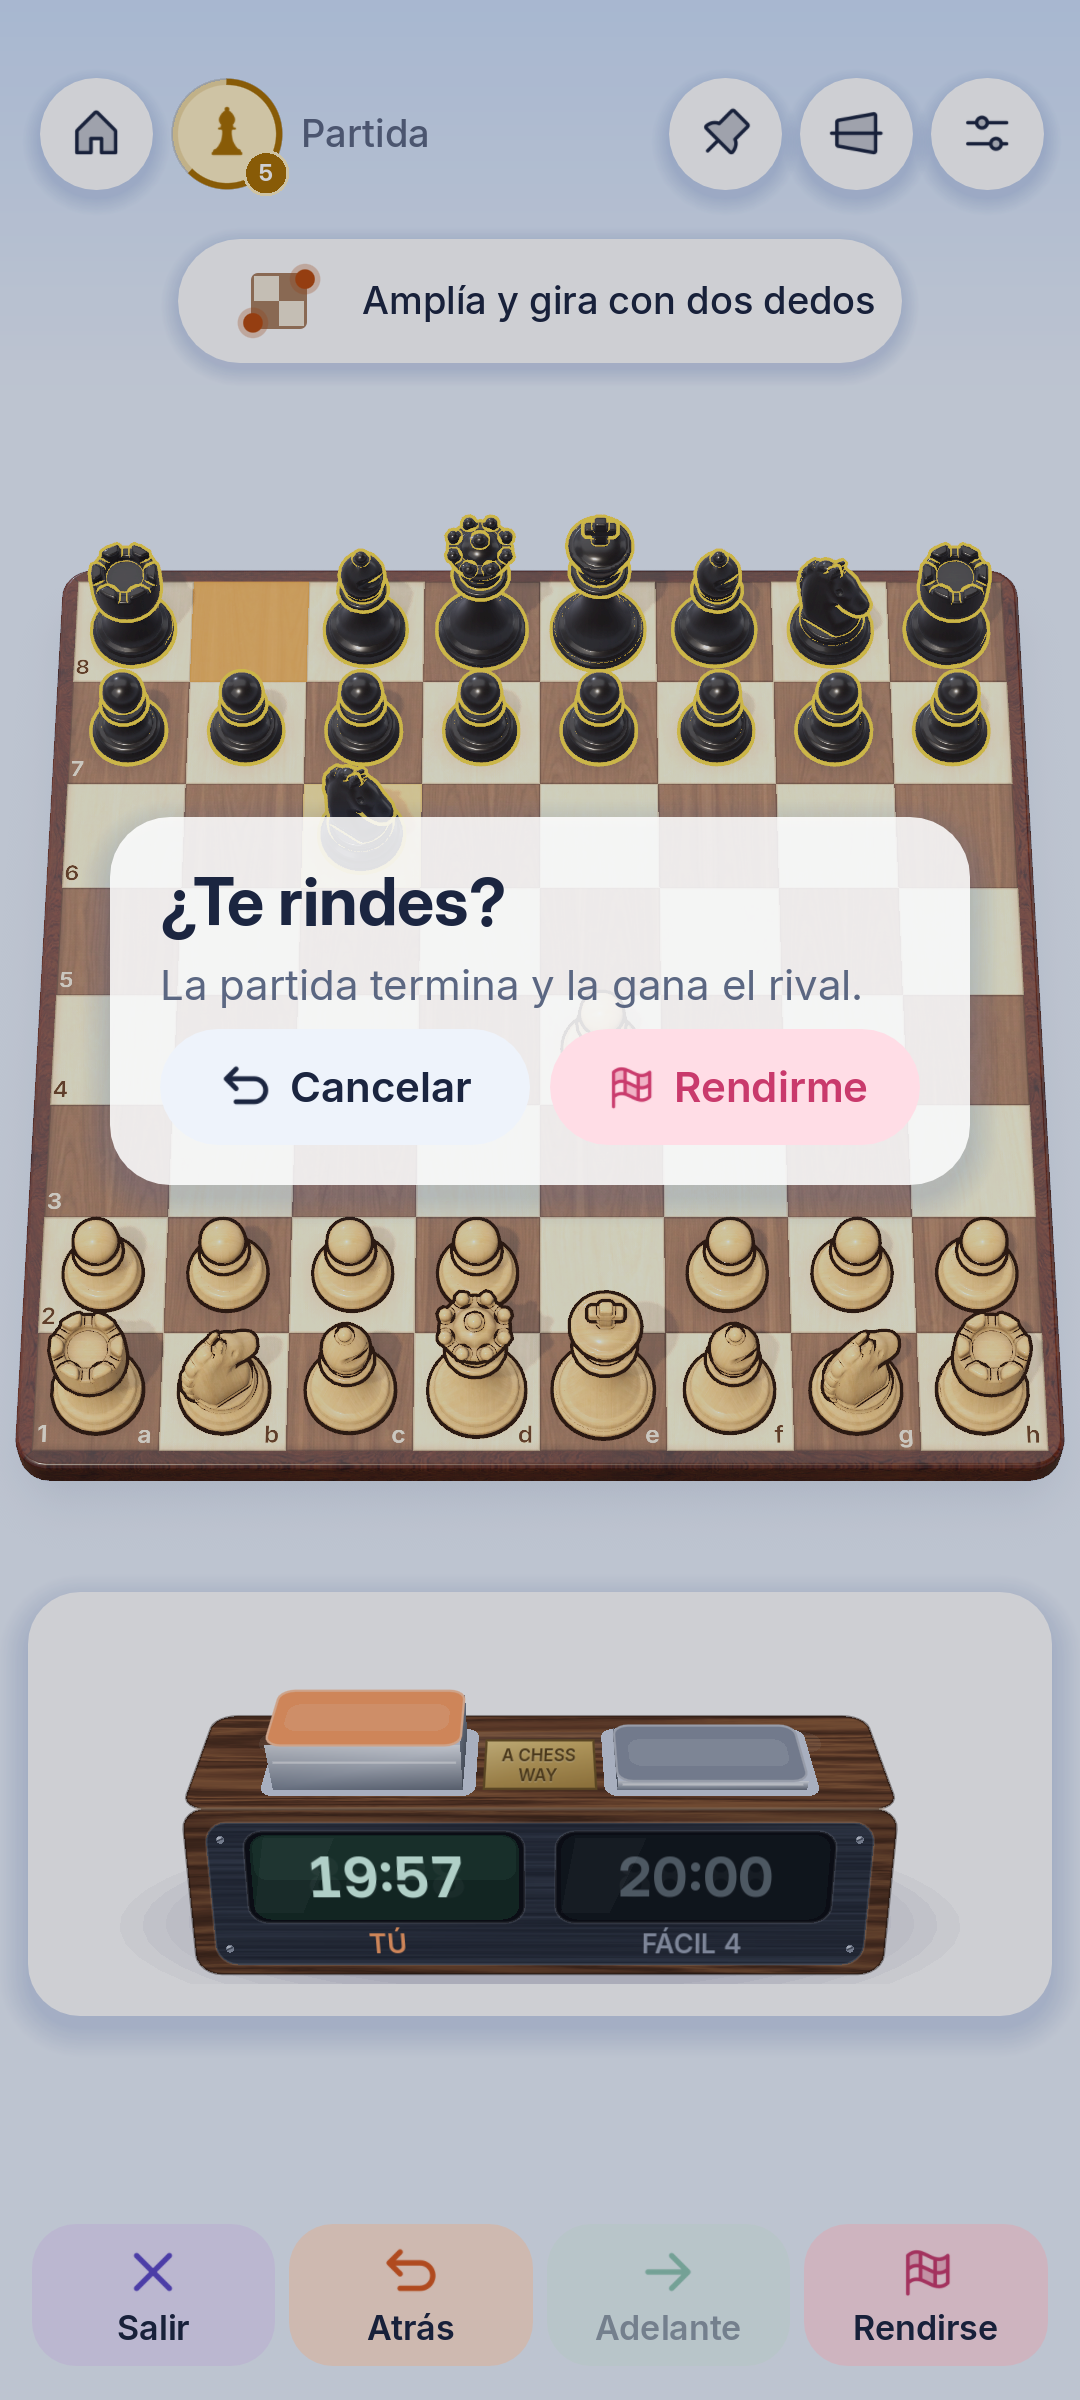 Partida
5
Amplía y gira con dos dedos
8
7
6
5
4
3
2
1
a b c d e f g h
¿Te rindes?
La partida termina y la gana el rival.
Cancelar
Rendirme
A CHESS
WAY
19:57
20:00
TÚ
FÁCIL 4
Salir
Atrás
Adelante
Rendirse